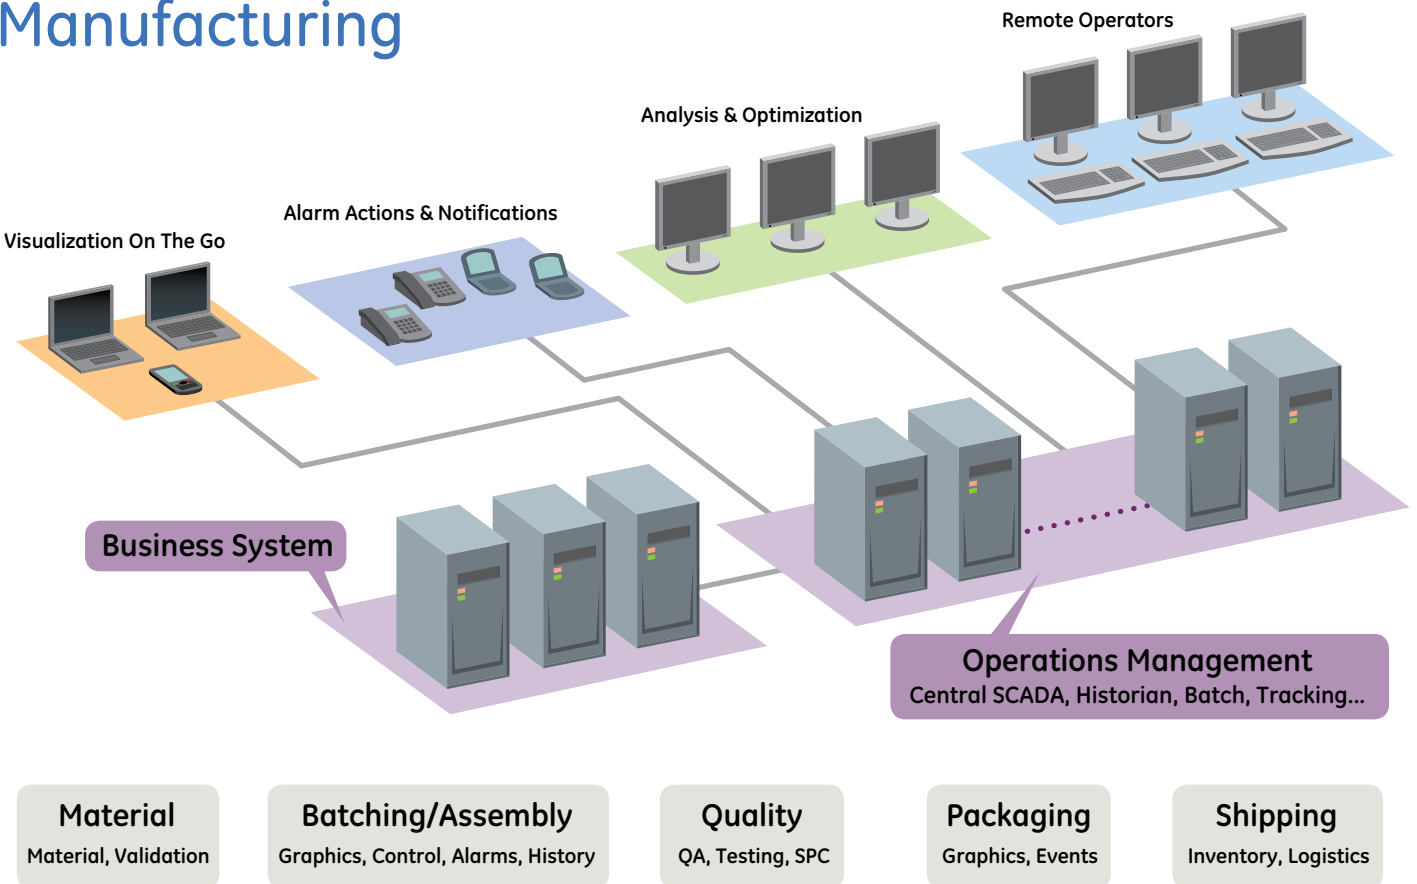 Manufacturing
Remote Operators
Analysis & Optimization
Alarm Actions & Notifications
Visualization On The Go
Business System
Operations Management
Central SCADA, Historian, Batch, Tracking...
Material
Material, Validation
Batching/Assembly
Graphics, Control, Alarms, History
Quality
QA, Testing, SPC
Packaging
Graphics, Events
Shipping
Inventory, Logistics